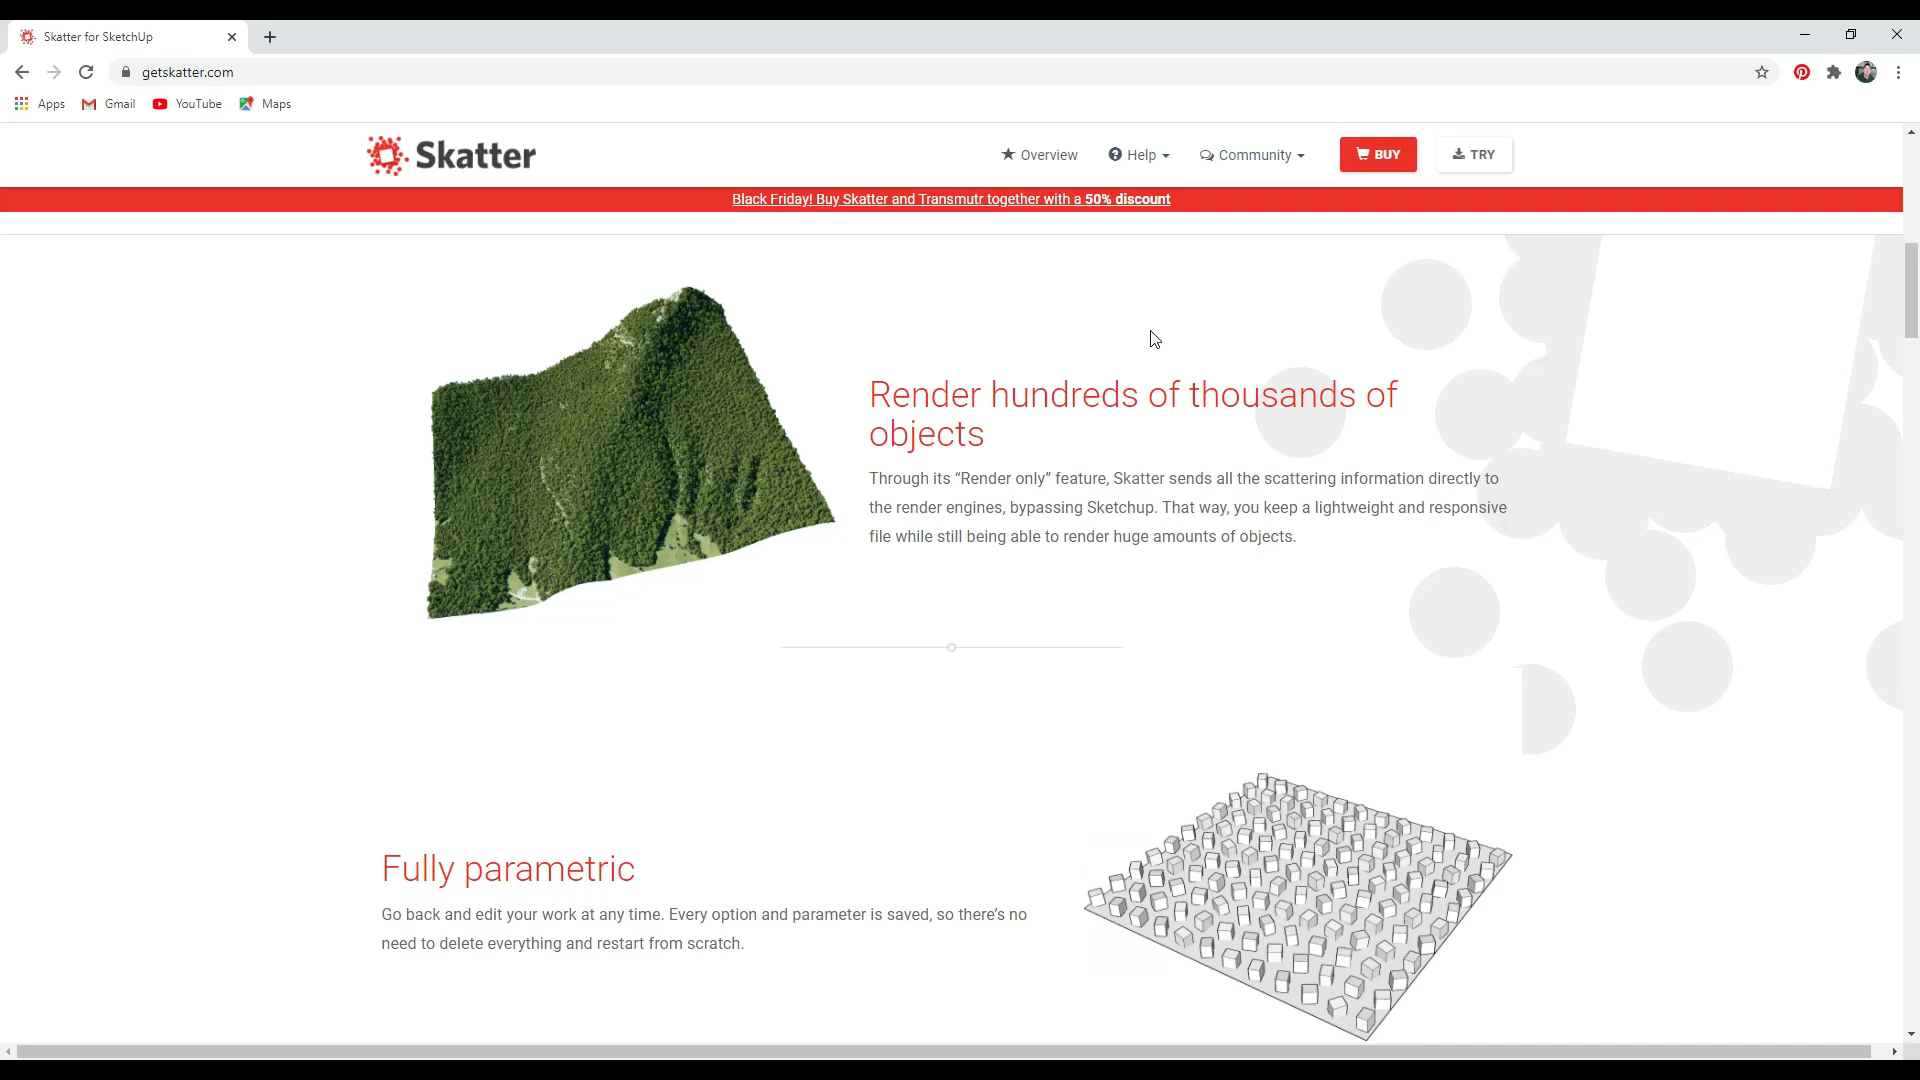 Skatter for SketchUp
getskatter.com
Apps Gmail YouTube Maps
Skatter
Overview Help Community BUY TRY
Black Friday! Buy Skatter and Transmutr together with a 50% discount
Render hundreds of thousands of
objects
Through its “Render only” feature, Skatter sends all the scattering information directly to
the render engines, bypassing Sketchup. That way, you keep a lightweight and responsive
file while still being able to render huge amounts of objects.
Fully parametric
Go back and edit your work at any time. Every option and parameter is saved, so there’s no
need to delete everything and restart from scratch.